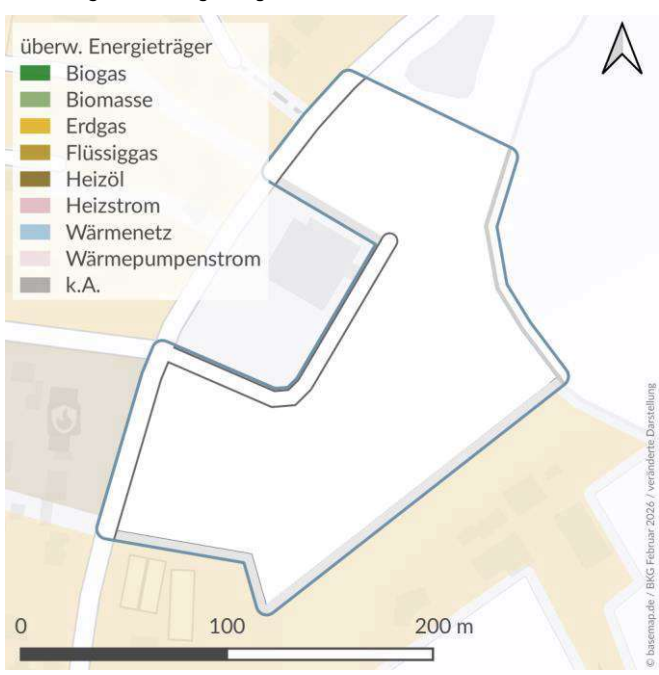 überw. Energieträger
Biogas
Biomasse
Erdgas
Flüssiggas
Heizöl
Heizstrom
Wärmenetz
Wärmepumpenstrom
k.A.
© basemap.de / BKG Februar 2026 / veränderte Darstellung
0 100 200 m